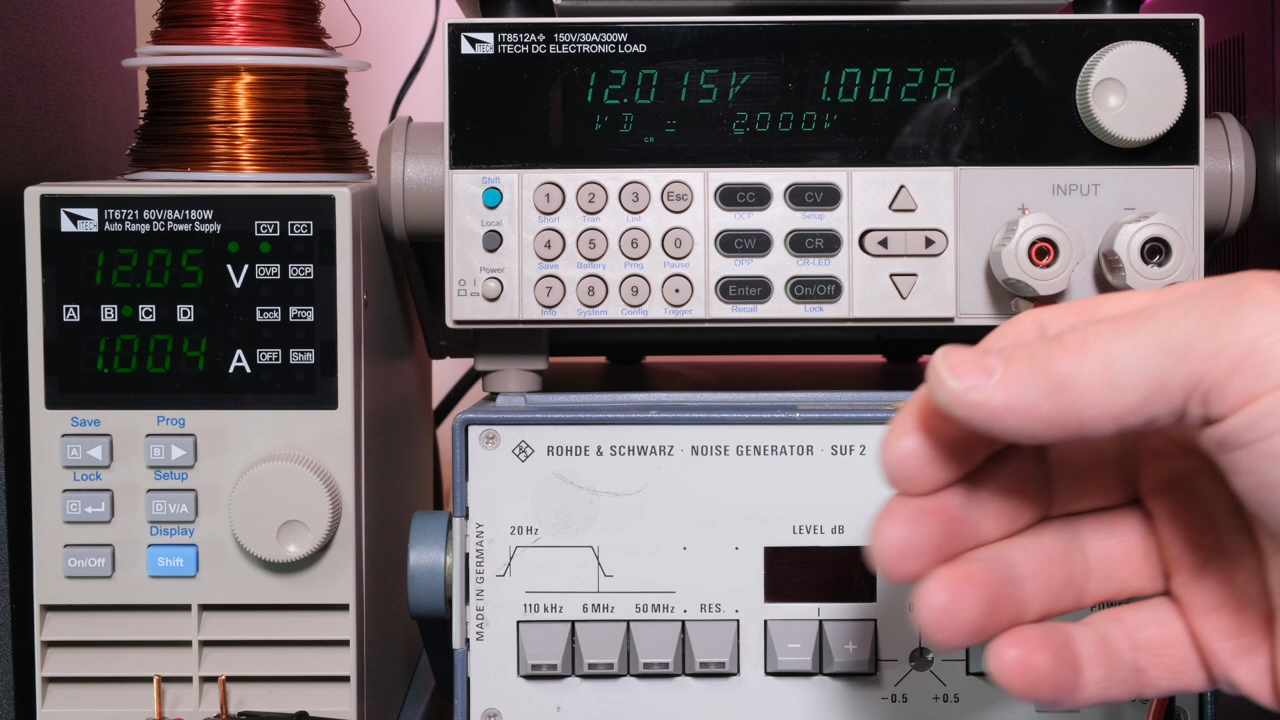 ITECH
IT8512A+ 150V/30A/300W
ITECH DC ELECTRONIC LOAD
12.015V 1.002A
VD = 2.000V
CR
Shift
Local
Power
1 2 3 Esc
Short Tran List
4 5 6 0
Save Battery Prog Pause
7 8 9 •
Info System Config Trigger
CC CV
OCP Setup
CW CR
OPP CR-LED
Enter On/Off
Recall Lock
INPUT
+ −
ITECH
IT6721 60V/8A/180W
Auto Range DC Power Supply
CV CC
12.05 V
OVP OCP
A B C D
Lock Prog
1.004 A
OFF Shift
Save Prog
A B
Lock Setup
C D V/A
Display
On/Off Shift
ROHDE & SCHWARZ · NOISE GENERATOR · SUF 2
MADE IN GERMANY
20 Hz
LEVEL dB
110 kHz 6 MHz 50 MHz RES.
− +
-0.5 +0.5